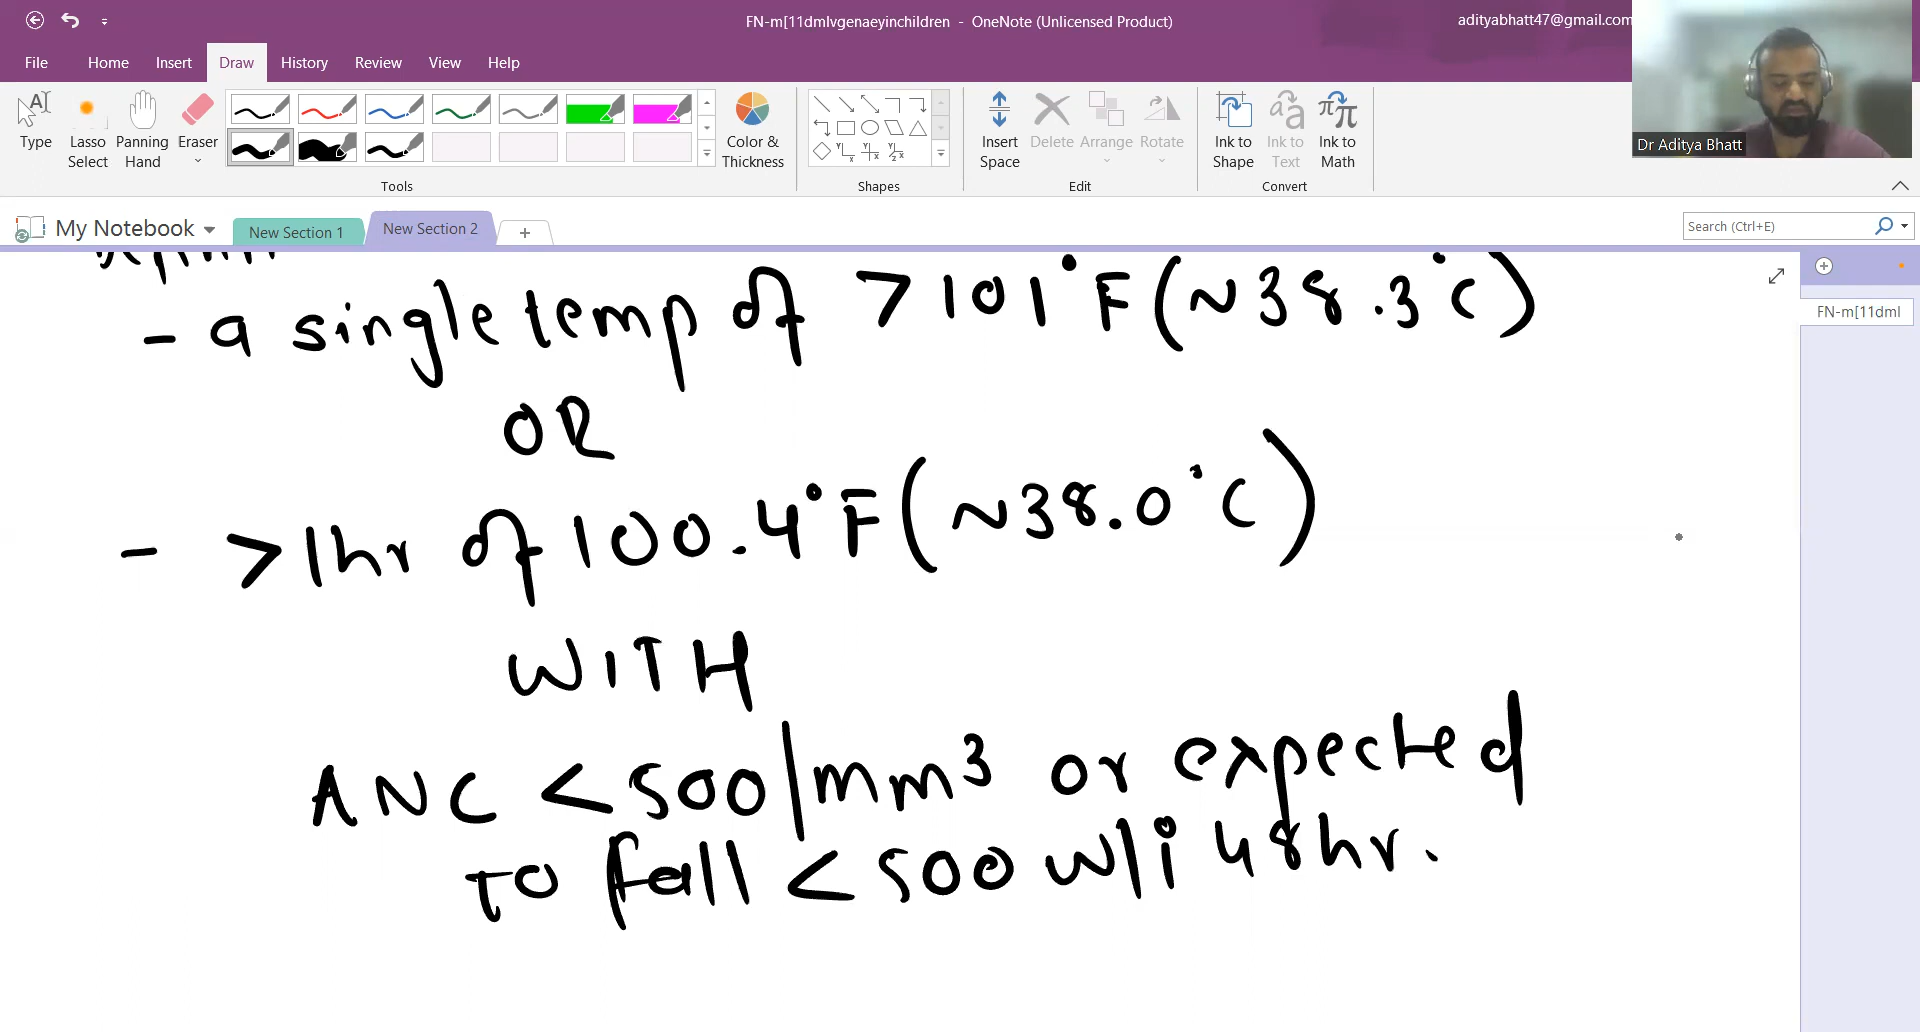 FN-m[11dmlvgenaeyinchildren - OneNote (Unlicensed Product)
adityabhatt47@gmail.com
File Home Insert Draw History Review View Help
Type Lasso Select Panning Hand Eraser
Color & Thickness
Insert Space Delete Arrange Rotate
Ink to Shape Ink to Text Ink to Math
Tools Shapes Edit Convert
Dr Aditya Bhatt
My Notebook New Section 1 New Section 2 +
Search (Ctrl+E)
FN-m[11dml
- a single temp of >101°F (~38.3°C)
OR
- >1hr of 100.4°F (~38.0°C)
WITH
ANC <500/mm³ or expected
to fall <500 w/i 48hr.